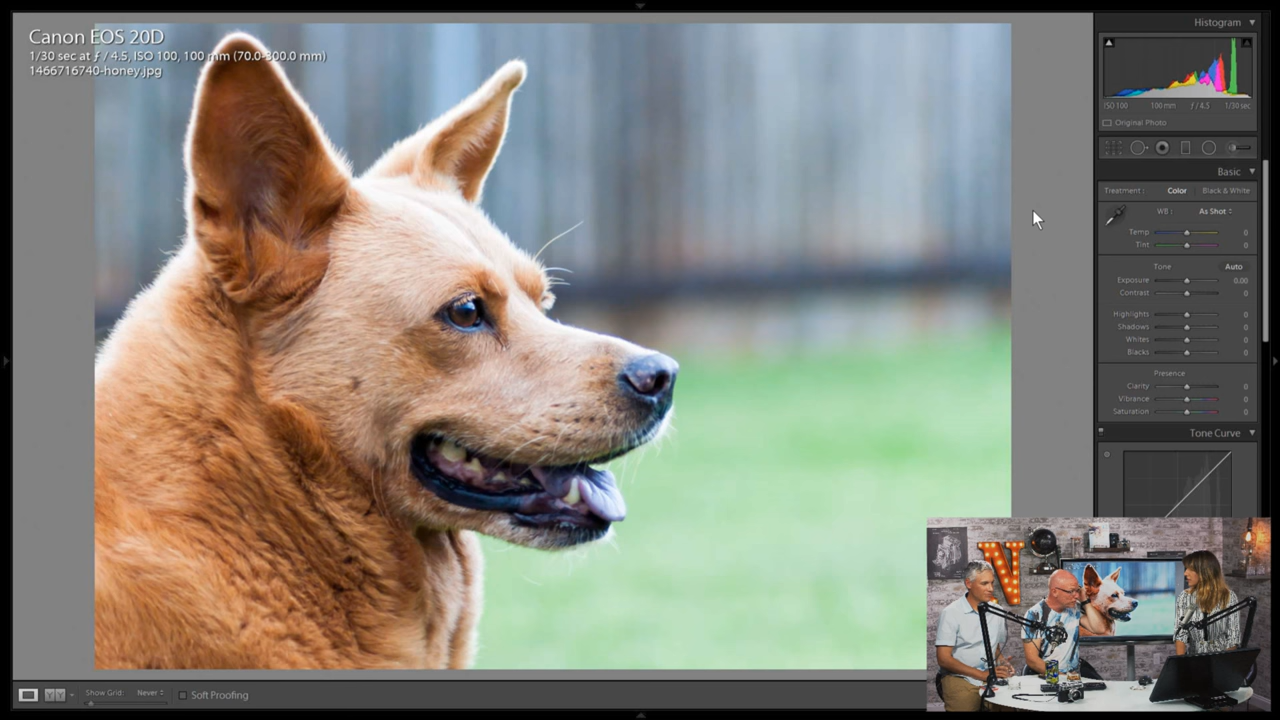 Canon EOS 20D
1/30 sec at ƒ / 4.5, ISO 100, 100 mm (70.0-300.0 mm)
1466716740-honey.jpg
Histogram
ISO 100 100 mm ƒ / 4.5 1/30 sec
Original Photo
Basic
Treatment : Color Black & White
WB : As Shot
Temp 0
Tint 0
Tone Auto
Exposure 0.00
Contrast 0
Highlights 0
Shadows 0
Whites 0
Blacks 0
Presence
Clarity 0
Vibrance 0
Saturation 0
Tone Curve
V
Y Y
Show Grid: Never
Soft Proofing